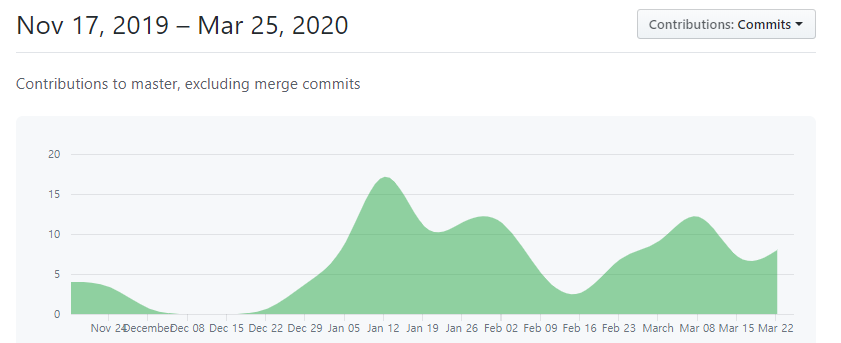 Nov 17, 2019 – Mar 25, 2020
Contributions: Commits
Contributions to master, excluding merge commits
20
15
10
5
0
Nov 24 December Dec 08 Dec 15 Dec 22 Dec 29 Jan 05 Jan 12 Jan 19 Jan 26 Feb 02 Feb 09 Feb 16 Feb 23 March Mar 08 Mar 15 Mar 22